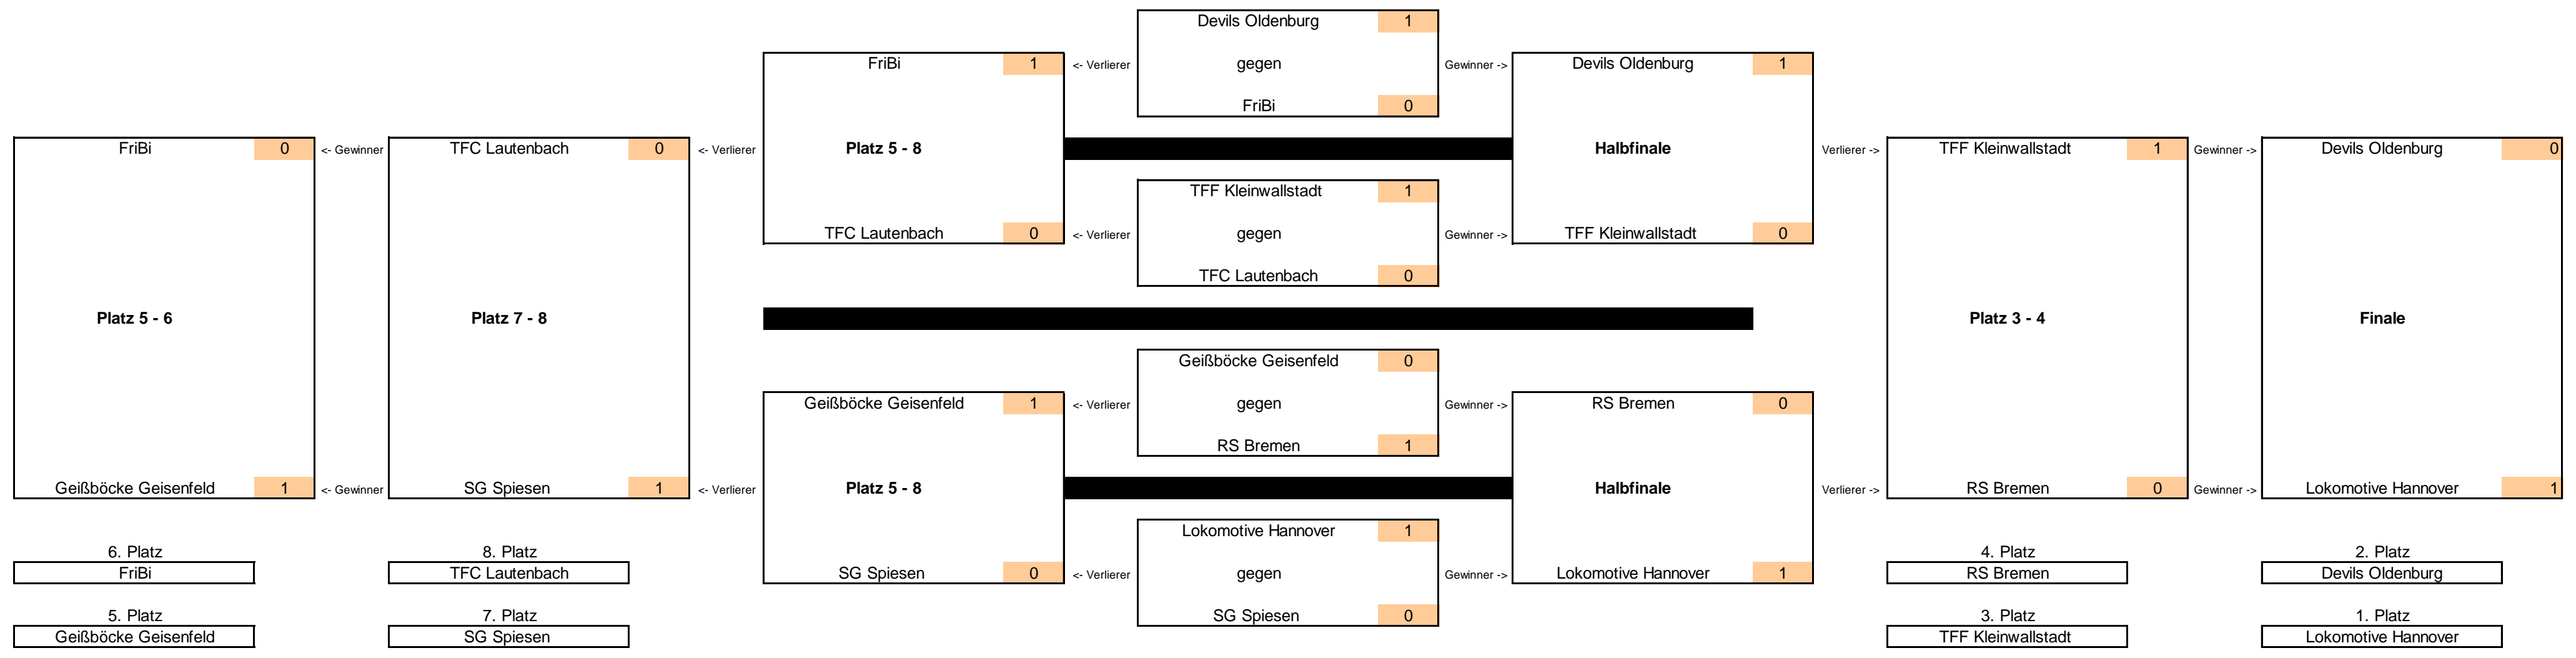 Devils Oldenburg 1
FriBi 1 <- Verlierer gegen Gewinner -> Devils Oldenburg 1
FriBi 0
FriBi 0 <- Gewinner TFC Lautenbach 0 <- Verlierer Platz 5 - 8 Halbfinale Verlierer -> TFF Kleinwallstadt 1 Gewinner -> Devils Oldenburg 0
TFF Kleinwallstadt 1
TFC Lautenbach 0 <- Verlierer gegen Gewinner -> TFF Kleinwallstadt 0
TFC Lautenbach 0
Platz 5 - 6 Platz 7 - 8 Platz 3 - 4 Finale
Geißböcke Geisenfeld 0
Geißböcke Geisenfeld 1 <- Verlierer gegen Gewinner -> RS Bremen 0
RS Bremen 1
Geißböcke Geisenfeld 1 <- Gewinner SG Spiesen 1 <- Verlierer Platz 5 - 8 Halbfinale Verlierer -> RS Bremen 0 Gewinner -> Lokomotive Hannover 1
Lokomotive Hannover 1
6. Platz 8. Platz 4. Platz 2. Platz
FriBi TFC Lautenbach SG Spiesen 0 <- Verlierer gegen Gewinner -> Lokomotive Hannover 1 RS Bremen Devils Oldenburg
5. Platz 7. Platz SG Spiesen 0 3. Platz 1. Platz
Geißböcke Geisenfeld SG Spiesen TFF Kleinwallstadt Lokomotive Hannover